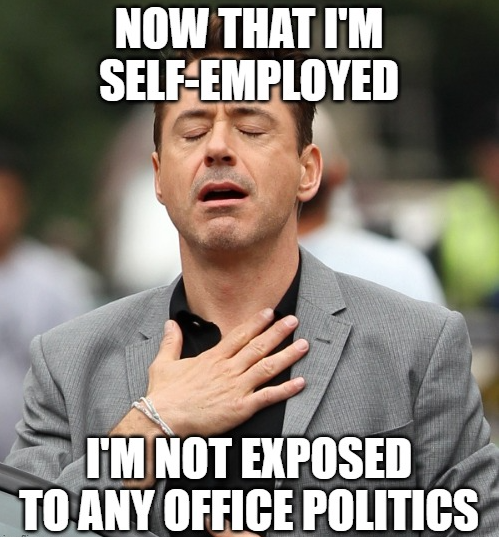 NOW THAT I'M
SELF-EMPLOYED
I'M NOT EXPOSED
TO ANY OFFICE POLITICS